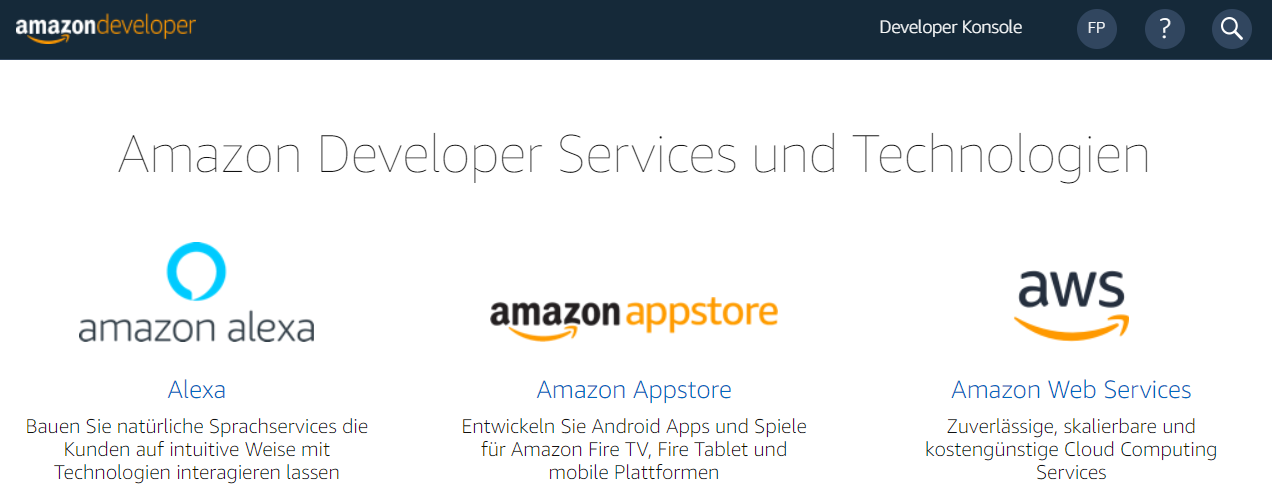 amazondeveloper
Developer Konsole
FP
?
Amazon Developer Services und Technologien
amazon alexa
amazon appstore
aws
Alexa
Amazon Appstore
Amazon Web Services
Bauen Sie natürliche Sprachservices die
Kunden auf intuitive Weise mit
Technologien interagieren lassen
Entwickeln Sie Android Apps und Spiele
für Amazon Fire TV, Fire Tablet und
mobile Plattformen
Zuverlässige, skalierbare und
kostengünstige Cloud Computing
Services